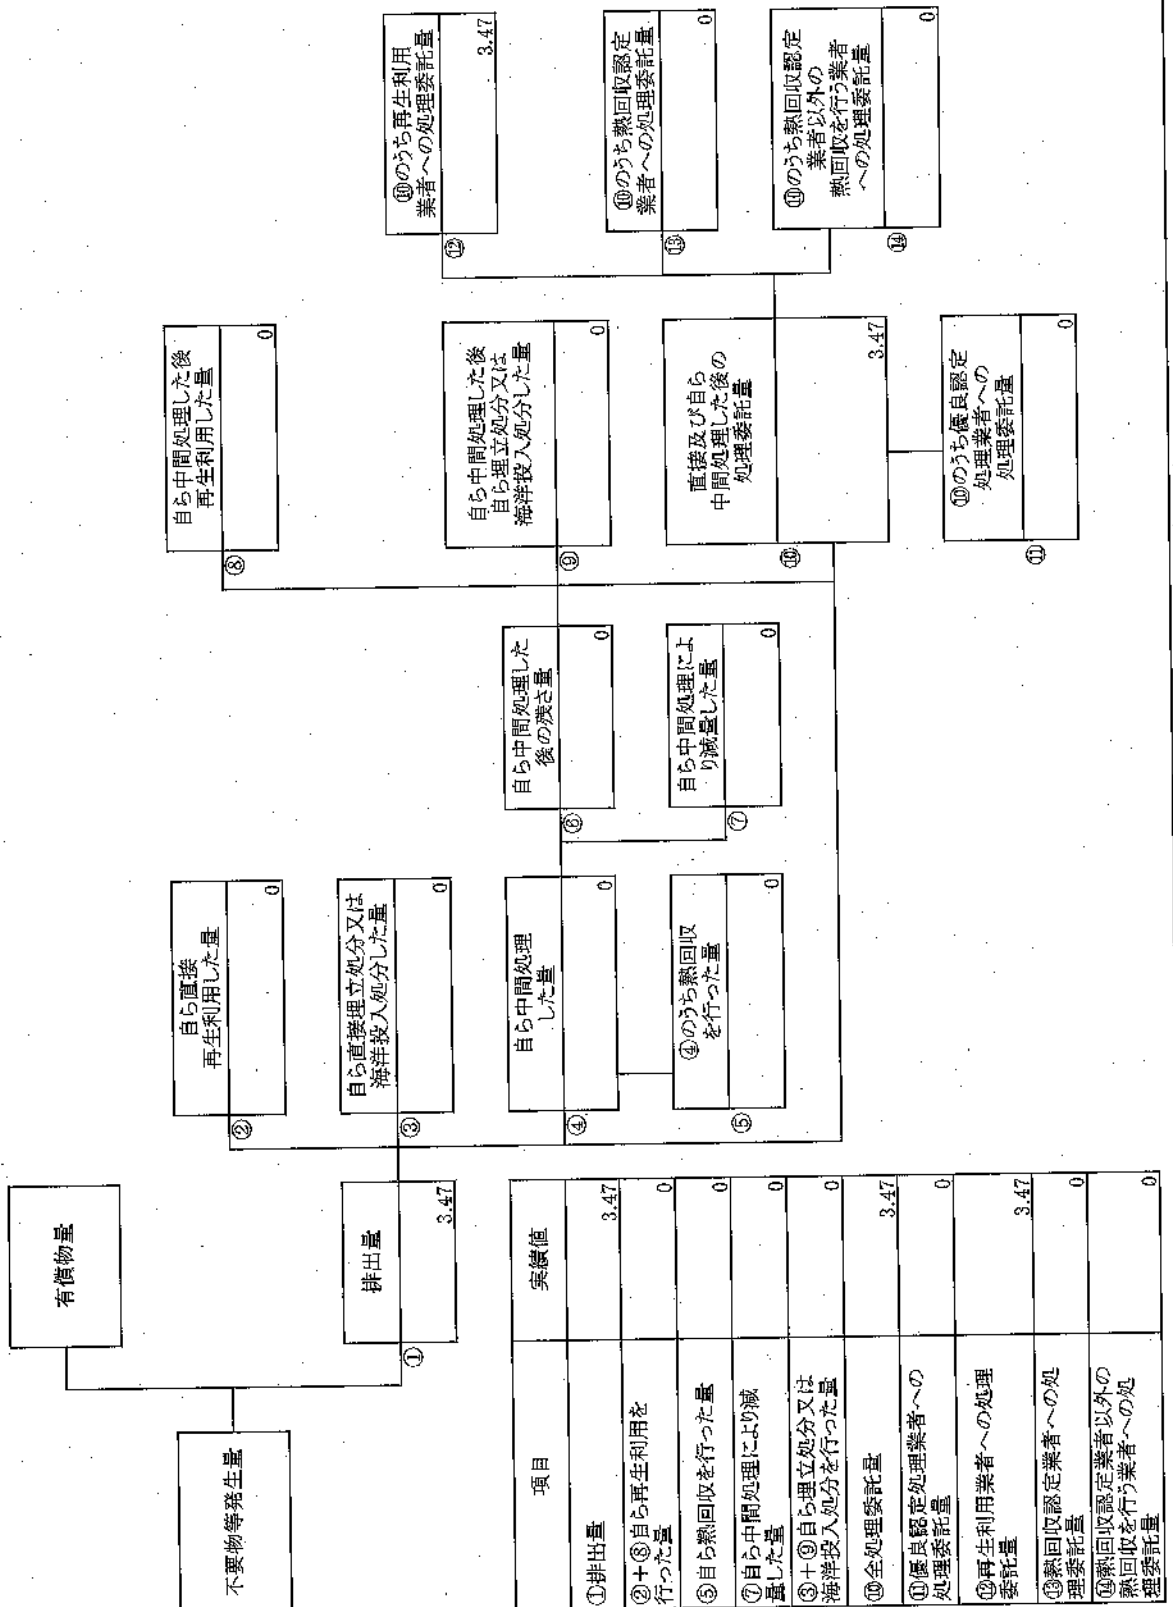 不要物等発生量
有償物量
排出量
①
3.47
自ら直接
再生利用した量
②
0
自ら直接埋立処分又は
海洋投入処分した量
③
0
自ら中間処理
した量
④
0
④のうち熱回収
を行った量
⑤
0
自ら中間処理した
後の残さ量
⑥
0
自ら中間処理によ
り減量した量
⑦
0
自ら中間処理した後
再生利用した量
⑧
0
自ら中間処理した後
自ら埋立処分又は
海洋投入処分した量
⑨
0
直接及び自ら
中間処理した後の
処理委託量
⑩
3.47
⑩のうち優良認定
処理業者への
処理委託量
⑪
0
⑩のうち再生利用
業者への処理委託量
⑫
3.47
⑩のうち熱回収認定
業者への処理委託量
⑬
0
⑩のうち熱回収認定
業者以外の
熱回収を行う業者
への処理委託量
⑭
0
項目 実績値
①排出量 3.47
②+⑧自ら再生利用を
行った量 0
⑤自ら熱回収を行った量 0
⑦自ら中間処理により減
量した量 0
③+⑨自ら埋立処分又は
海洋投入処分を行った量 0
⑩全処理委託量 3.47
⑪優良認定処理業者への
処理委託量 0
⑫再生利用業者への処理
委託量 3.47
⑬熱回収認定業者への処
理委託量 0
⑭熱回収認定業者以外の
熱回収を行う業者への処
理委託量 0